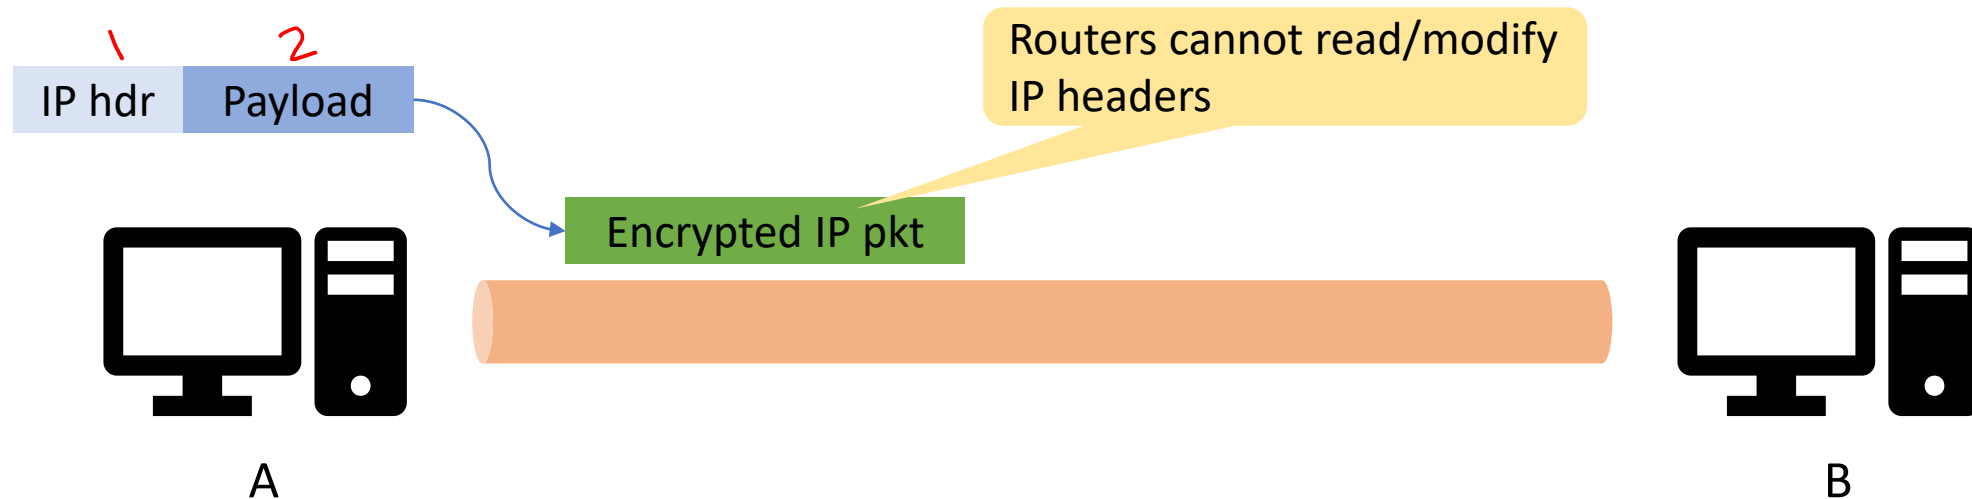 1 2
IP hdr Payload
Routers cannot read/modify
IP headers
Encrypted IP pkt
A B